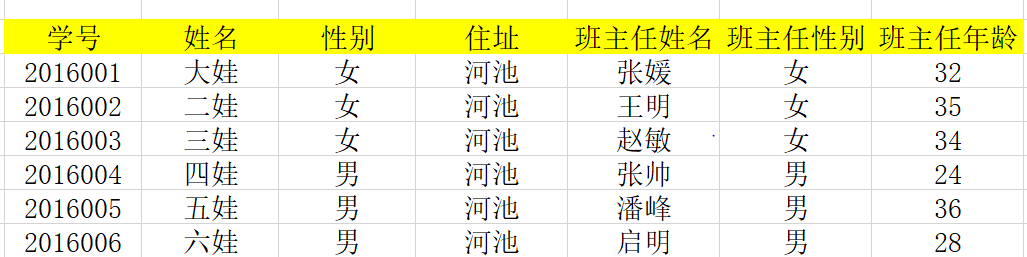 学号 姓名 性别 住址 班主任姓名 班主任性别 班主任年龄
2016001 大娃 女 河池 张媛 女 32
2016002 二娃 女 河池 王明 女 35
2016003 三娃 女 河池 赵敏 女 34
2016004 四娃 男 河池 张帅 男 24
2016005 五娃 男 河池 潘峰 男 36
2016006 六娃 男 河池 启明 男 28